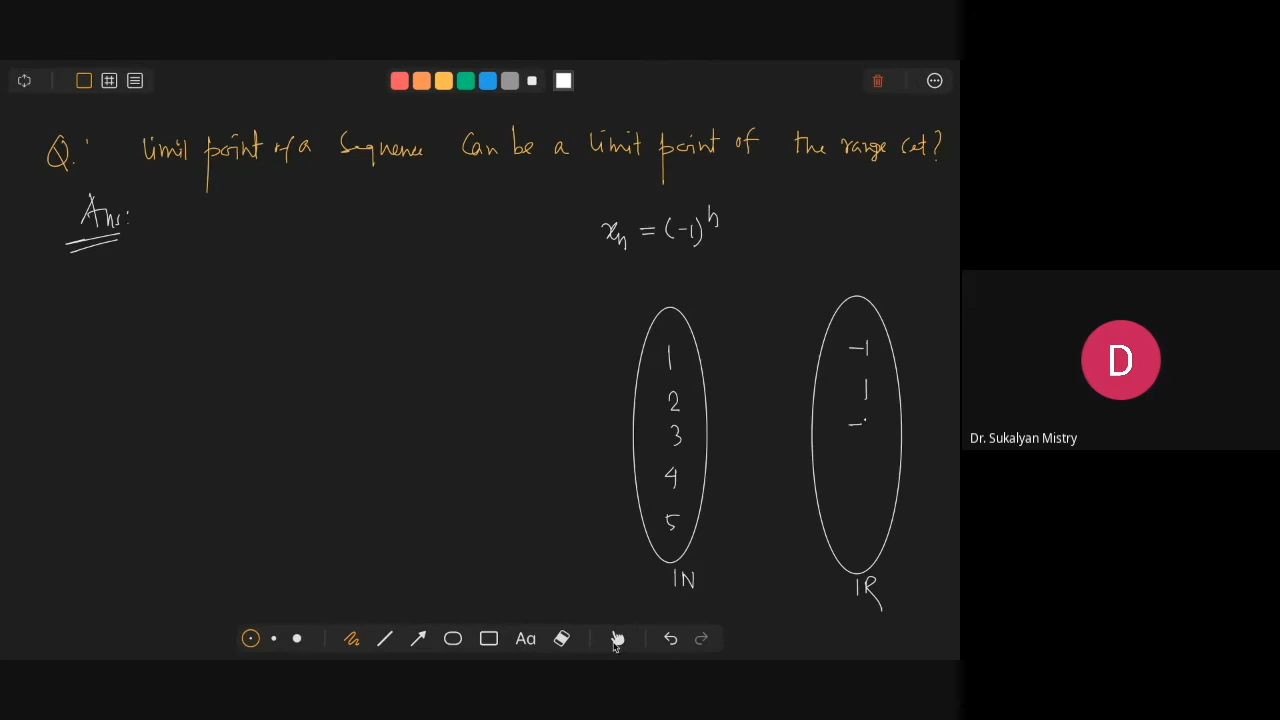 Q: limit point of a sequence can be a limit point of the range set?
Ans:
xₙ = (-1)ⁿ
1
2
3
4
5
IN
-1
1
-
IR
Aa
D
Dr. Sukalyan Mistry